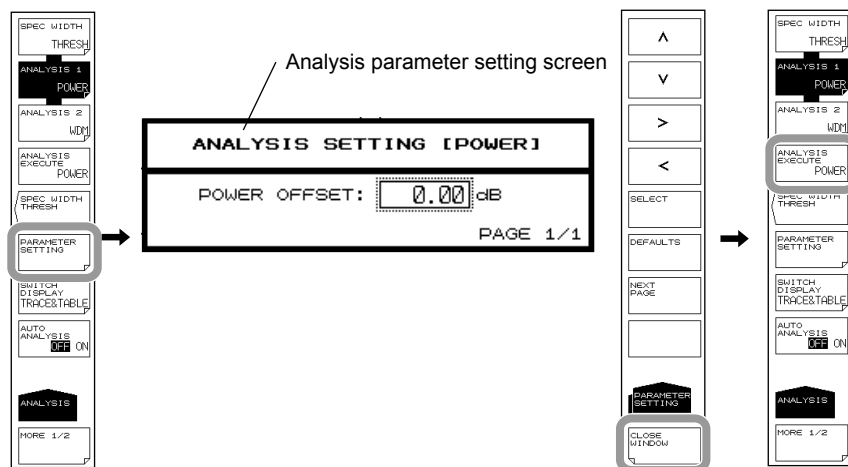 SPEC WIDTH
THRESH
ANALYSIS 1
POWER
ANALYSIS 2
WDM
ANALYSIS
EXECUTE
POWER
SPEC WIDTH
THRESH
PARAMETER
SETTING
SWITCH
DISPLAY
TRACE&TABLE
AUTO
ANALYSIS
OFF ON
ANALYSIS
MORE 1/2
Analysis parameter setting screen
ANALYSIS SETTING [POWER]
POWER OFFSET: 0.00 dB
PAGE 1/1
SELECT
DEFAULTS
NEXT
PAGE
PARAMETER
SETTING
CLOSE
WINDOW
SPEC WIDTH
THRESH
ANALYSIS 1
POWER
ANALYSIS 2
WDM
ANALYSIS
EXECUTE
POWER
SPEC WIDTH
THRESH
PARAMETER
SETTING
SWITCH
DISPLAY
TRACE&TABLE
AUTO
ANALYSIS
OFF ON
ANALYSIS
MORE 1/2